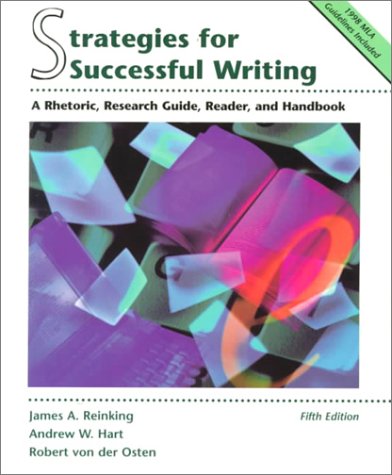 1998 MLA
Guidelines Included
Strategies for
Successful Writing
A Rhetoric, Research Guide, Reader, and Handbook
e
James A. Reinking
Andrew W. Hart
Robert von der Osten
Fifth Edition